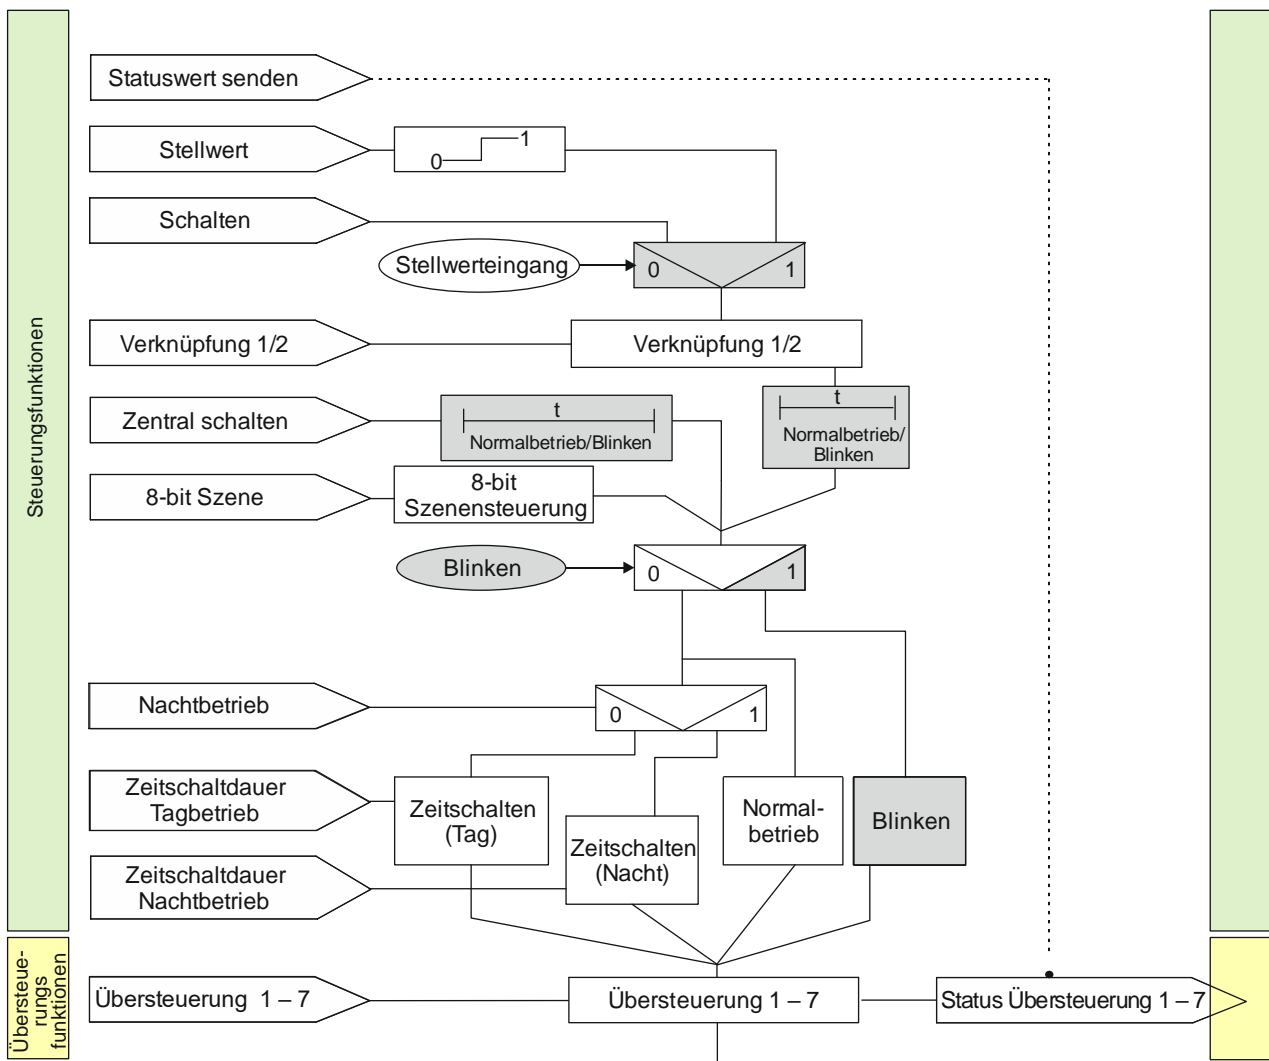 Steuerungsfunktionen
Statuswert senden
Stellwert
0
1
Schalten
Stellwerteingang
0
1
Verknüpfung 1/2
Verknüpfung 1/2
Zentral schalten
t
Normalbetrieb/Blinken
t
Normalbetrieb/
Blinken
8-bit Szene
8-bit
Szenensteuerung
Blinken
0
1
Nachtbetrieb
0
1
Zeitschaltdauer
Tagbetrieb
Zeitschalten
(Tag)
Zeitschalten
(Nacht)
Normal-
betrieb
Blinken
Zeitschaltdauer
Nachtbetrieb
Übersteue-
rungs
funktionen
Übersteuerung 1 – 7
Übersteuerung 1 – 7
Status Übersteuerung 1 – 7